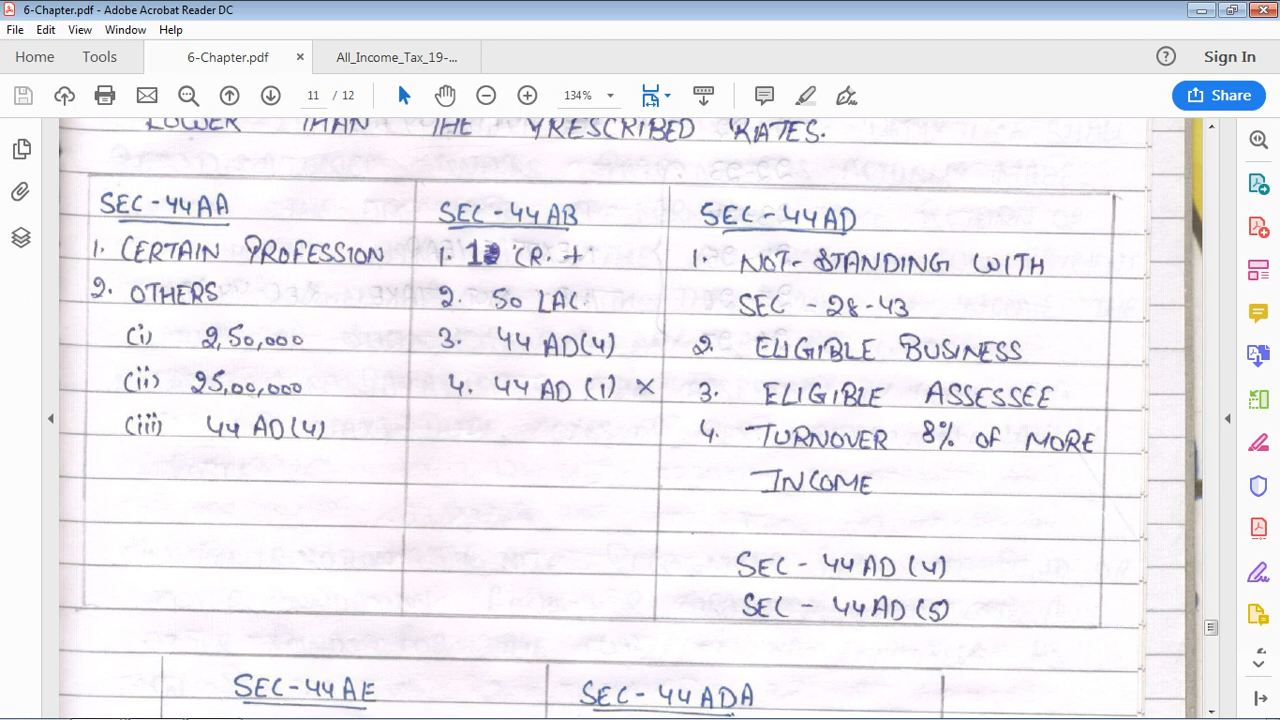 6-Chapter.pdf - Adobe Acrobat Reader DC
File Edit View Window Help
Home Tools 6-Chapter.pdf × All_Income_Tax_19-... Sign In
11 / 12 134% Share
LOWER THAN THE PRESCRIBED RATES.
SEC-44AA
1. CERTAIN PROFESSION
2. OTHERS
(i) 2,50,000
(ii) 25,00,000
(iii) 44 AD(4)
SEC-44AB
1. 1 CR. +
2. 50 LAC.
3. 44 AD(4)
4. 44 AD (1) ×
SEC-44AD
1. NOT-STANDING WITH
SEC - 28-43
2. ELIGIBLE BUSINESS
3. ELIGIBLE ASSESSEE
4. TURNOVER 8% OF MORE
INCOME
SEC - 44AD (4)
SEC - 44AD (5)
SEC-44AE
SEC-44ADA